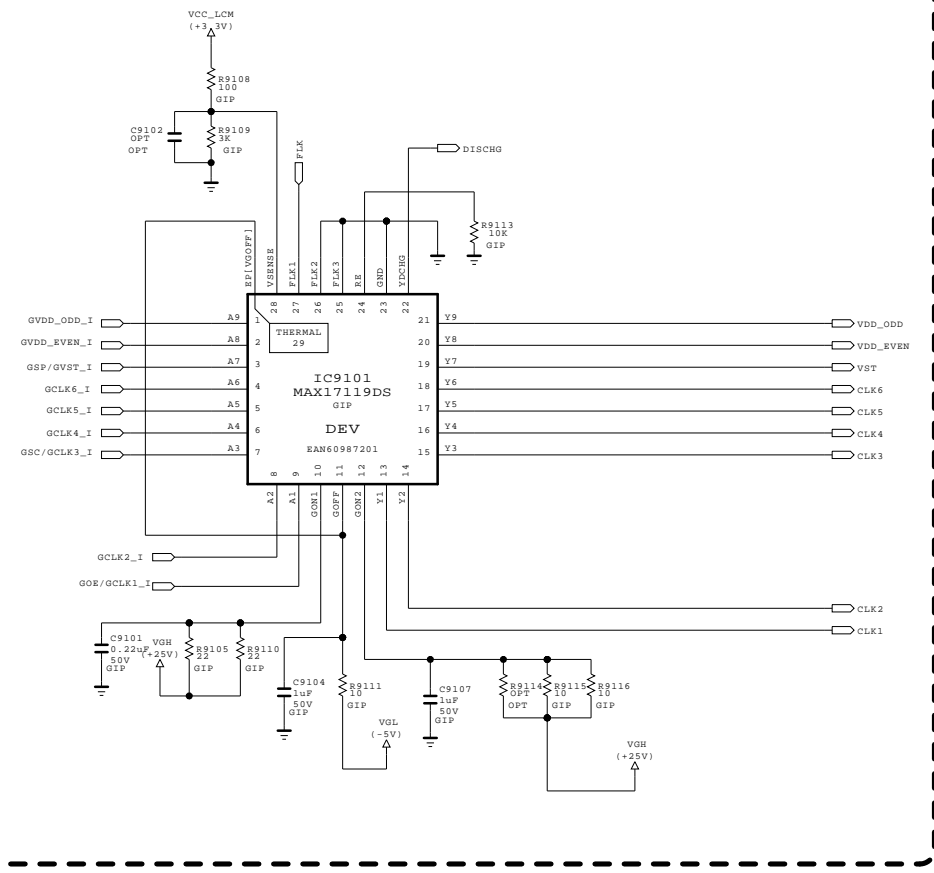 VCC_LCM
(+3.3V)
R9108
100
GIP
C9102
OPT
OPT
R9109
3K
GIP
FLK
DISCHG
R9113
10K
GIP
EP[VGOFF]
VSENSE
FLK1
FLK2
FLK3
RE
GND
YDCHG
28
27
26
25
24
23
22
GVDD_ODD_I
A9
1
GVDD_EVEN_I
A8
2
GSP/GVST_I
A7
3
GCLK6_I
A6
4
GCLK5_I
A5
5
GCLK4_I
A4
6
GSC/GCLK3_I
A3
7
THERMAL
29
IC9101
MAX17119DS
GIP
DEV
EAN60987201
21
Y9
VDD_ODD
20
Y8
VDD_EVEN
19
Y7
VST
18
Y6
CLK6
17
Y5
CLK5
16
Y4
CLK4
15
Y3
CLK3
8
9
10
11
12
13
14
A2
A1
GON1
GOFF
GON2
Y1
Y2
GCLK2_I
GOE/GCLK1_I
CLK2
CLK1
C9101
0.22uF
50V
GIP
VGH
(+25V)
R9105
22
GIP
R9110
22
GIP
C9104
1uF
50V
GIP
R9111
10
GIP
VGL
(-5V)
C9107
1uF
50V
GIP
R9114
OPT
OPT
R9115
10
GIP
R9116
10
GIP
VGH
(+25V)